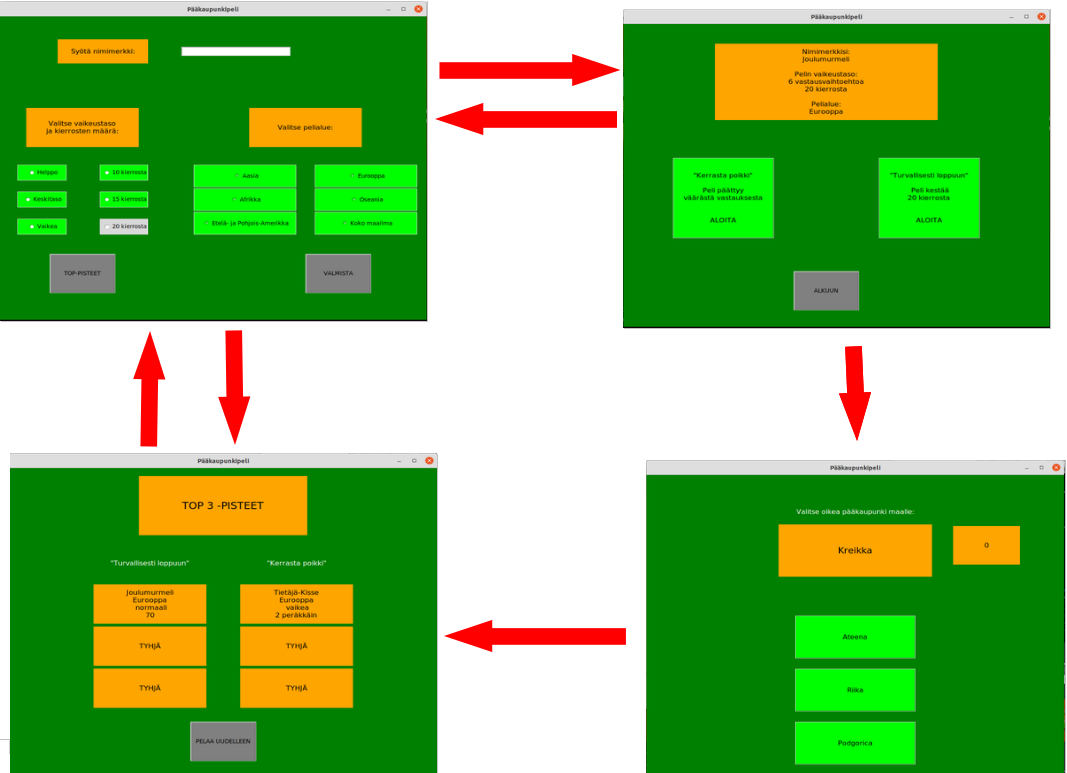 Pääkaupunkipeli
Syötä nimimerkki:
Valitse vaikeustaso
ja kierrosten määrä:
Valitse pelialue:
Helppo
10 kierrosta
Keskitaso
15 kierrosta
Vaikea
20 kierrosta
Aasia
Eurooppa
Afrikka
Oseania
Etelä- ja Pohjois-Amerikka
Koko maailma
TOP-PISTEET
VALMISTA
Pääkaupunkipeli
Nimimerkkisi:
Joulumurmeli
Pelin vaikeustaso:
6 vastausvaihtoehtoa
20 kierrosta
Pelialue:
Eurooppa
"Kerrasta poikki"
Peli päättyy
väärästä vastauksesta
ALOITA
"Turvallisesti loppuun"
Peli kestää
20 kierrosta
ALOITA
ALKUUN
Pääkaupunkipeli
TOP 3 -PISTEET
"Turvallisesti loppuun"
Joulumurmeli
Eurooppa
normaali
70
TYHJÄ
TYHJÄ
"Kerrasta poikki"
Tietäjä-Kisse
Eurooppa
vaikea
2 peräkkäin
TYHJÄ
TYHJÄ
PELAA UUDELLEEN
Pääkaupunkipeli
Valitse oikea pääkaupunki maalle:
Kreikka
0
Ateena
Riika
Podgorica